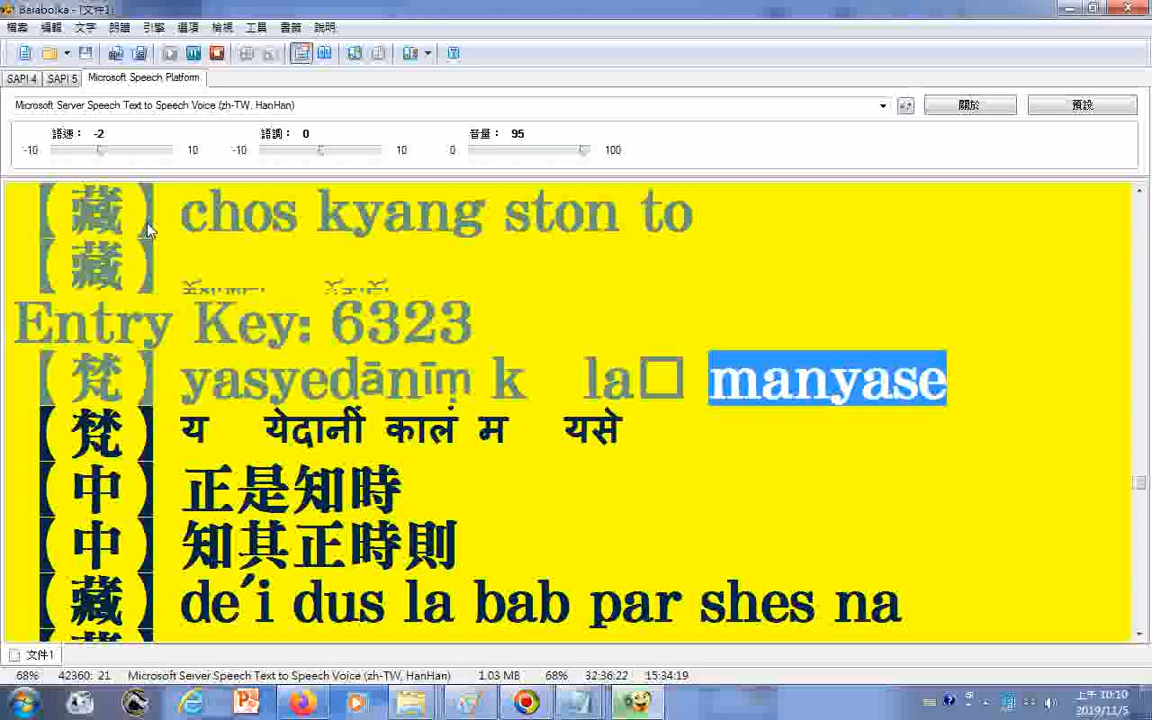 Balabolka - [文件1]
檔案 編輯 文字 朗讀 引擎 選項 檢視 工具 書籤 說明
SAPI 4 SAPI 5 Microsoft Speech Platform
Microsoft Server Speech Text to Speech Voice (zh-TW, HanHan) 關於 預設
語速： -2 語調： 0 音量： 95
-10 10 -10 10 0 100
【藏】 chos kyang ston to
【藏】
Entry Key: 6323
【梵】 yasyedānīṃ k la□ manyase
【梵】 य येदानीं कालं म यसे
【中】 正是知時
【中】 知其正時則
【藏】 de´i dus la bab par shes na
文件1
68% 42360: 21 Microsoft Server Speech Text to Speech Voice (zh-TW, HanHan) 1.03 MB 68% 32:36:22 15:34:19
上午 10:10
2019/11/5